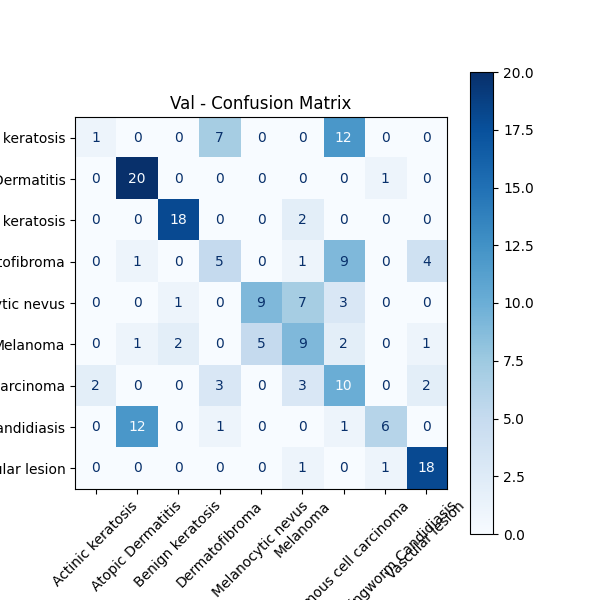 Val - Confusion Matrix
keratosis 1 0 0 7 0 0 12 0 0
Dermatitis 0 20 0 0 0 0 0 1 0
keratosis 0 0 18 0 0 2 0 0 0
tofibroma 0 1 0 5 0 1 9 0 4
ytic nevus 0 0 1 0 9 7 3 0 0
Melanoma 0 1 2 0 5 9 2 0 1
arcinoma 2 0 0 3 0 3 10 0 2
andidiasis 0 12 0 1 0 0 1 6 0
ular lesion 0 0 0 0 0 1 0 1 18
Actinic keratosis
Atopic Dermatitis
Benign keratosis
Dermatofibroma
Melanocytic nevus
Melanoma
mous cell carcinoma
ingworm Candidiasis
Vascular lesion
20.0
17.5
15.0
12.5
10.0
7.5
5.0
2.5
0.0